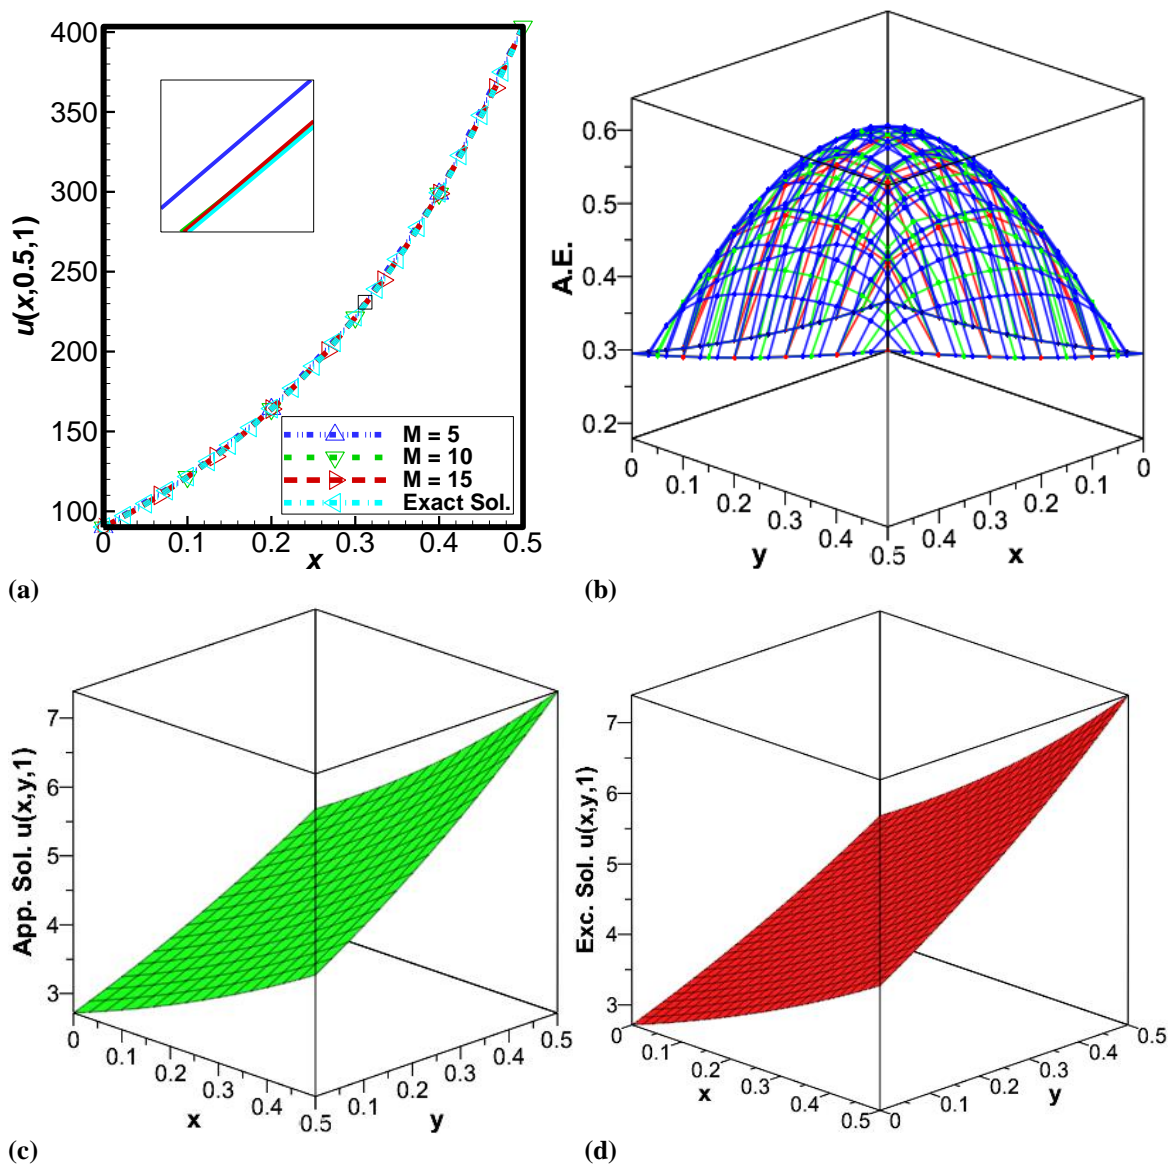 400
350
300
250
200
150
100
u(x,0.5,1)
M = 5
M = 10
M = 15
Exact Sol.
0 0.1 0.2 0.3 0.4 0.5
x
(a)
0.6
0.5
0.4
0.3
0.2
A.E.
0 0.1 0.2 0.3 0.4 0.5 0.4 0.3 0.2 0.1 0
y x
(b)
7
6
5
4
3
App. Sol. u(x,y,1)
0 0.1 0.2 0.3 0.4 0.5 0.1 0.2 0.3 0.4 0.5
x y
(c)
7
6
5
4
3
Exc. Sol. u(x,y,1)
0 0.1 0.2 0.3 0.4 0.5 0 0.1 0.2 0.3 0.4 0.5
x y
(d)